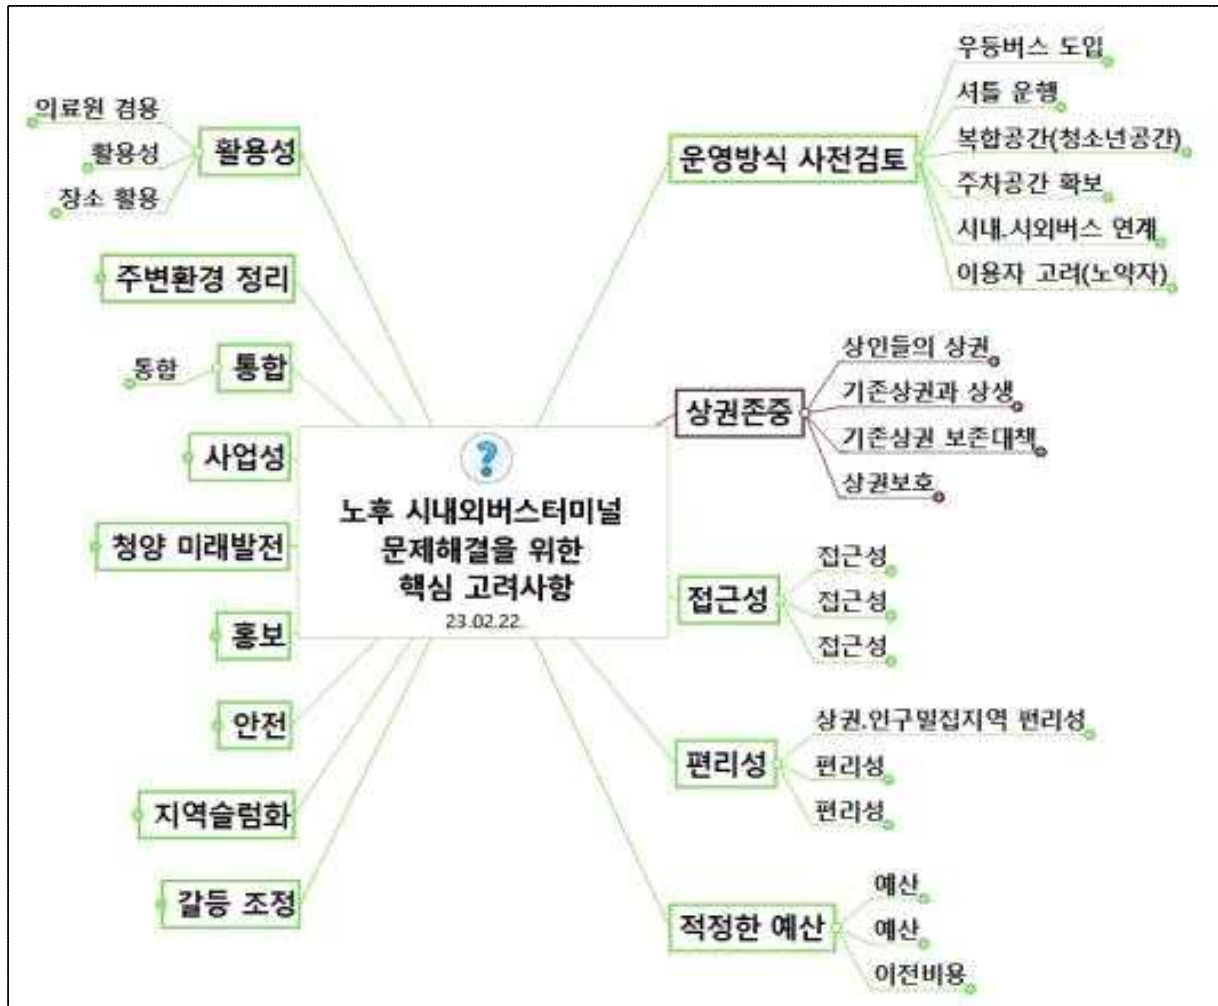 노후 시내외버스터미널
문제해결을 위한
핵심 고려사항
23.02.22.
운영방식 사전검토
우등버스 도입
셔틀 운행
복합공간(청소년공간)
주차공간 확보
시내.시외버스 연계
이용자 고려(노약자)
상권존중
상인들의 상권
기존상권과 상생
기존상권 보존대책
상권보호
접근성
접근성
접근성
접근성
편리성
상권.인구밀집지역 편리성
편리성
편리성
적정한 예산
예산
예산
이전비용
활용성
의료원 겸용
활용성
장소 활용
주변환경 정리
통합
통합
사업성
청양 미래발전
홍보
안전
지역슬럼화
갈등 조정